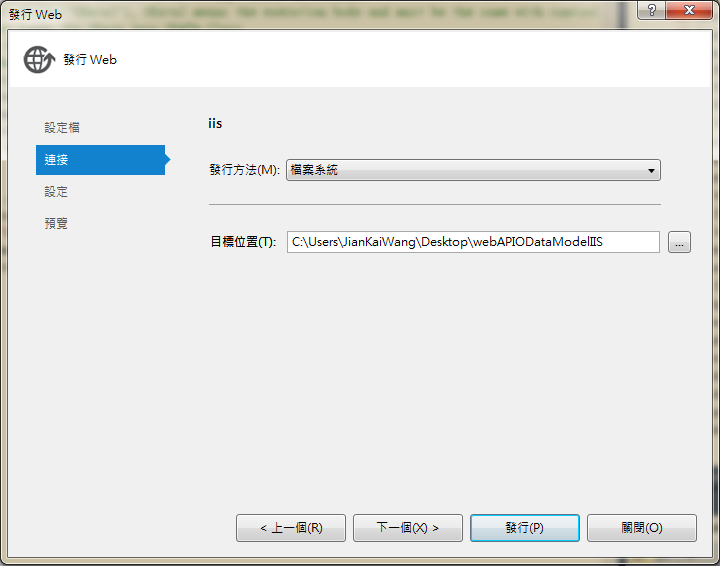 發行 Web
?
發行 Web
設定檔
連接
設定
預覽
iis
發行方法(M):
檔案系統
目標位置(T):
C:\Users\JianKaiWang\Desktop\webAPIODataModelIIS
...
< 上一個(R)
下一個(X) >
發行(P)
關閉(O)